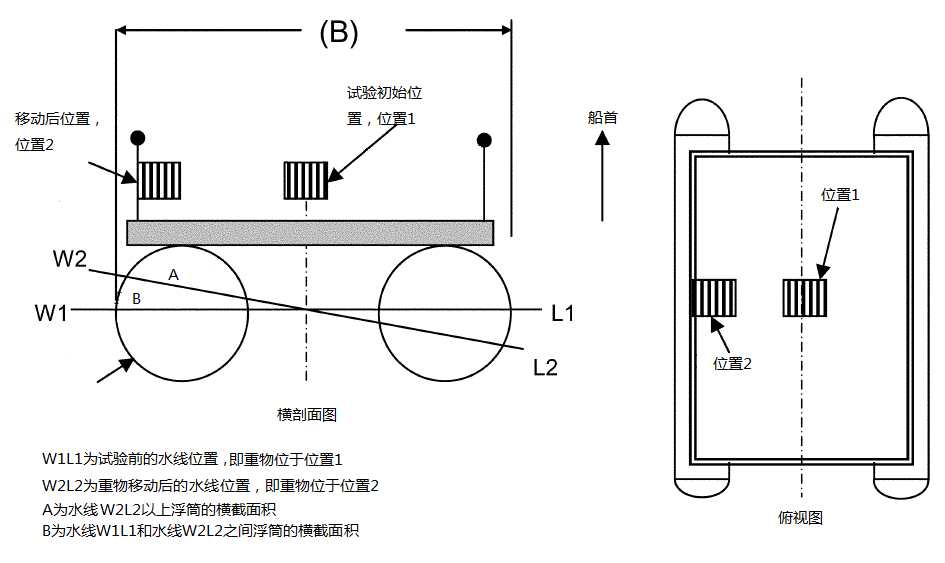 (B)
移动后位置，
位置2
试验初始位
置，位置1
船首
位置1
W2
A
B
W1
L1
L2
位置2
横剖面图
W1L1为试验前的水线位置，即重物位于位置1
W2L2为重物移动后的水线位置，即重物位于位置2
A为水线W2L2以上浮筒的横截面积
B为水线W1L1和水线W2L2之间浮筒的横截面积
俯视图